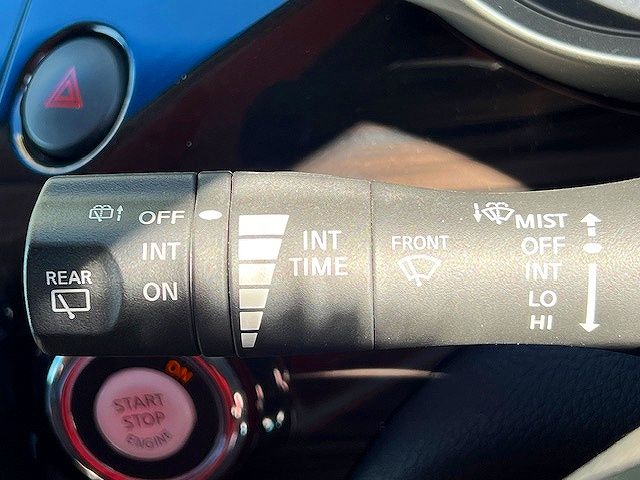 OFF
INT
ON
REAR
INT
TIME
FRONT
MIST
OFF
INT
LO
HI
ON
START
STOP
ENGINE